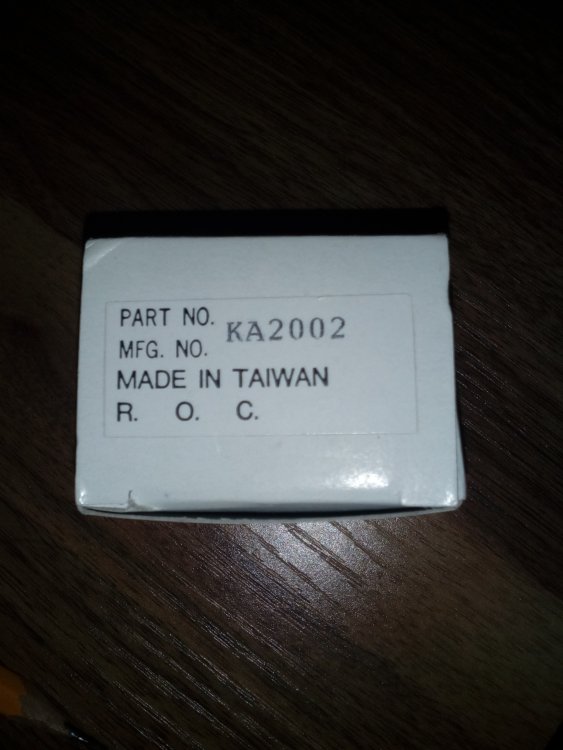 PART NO. KA2002
MFG. NO.
MADE IN TAIWAN
R. O. C.